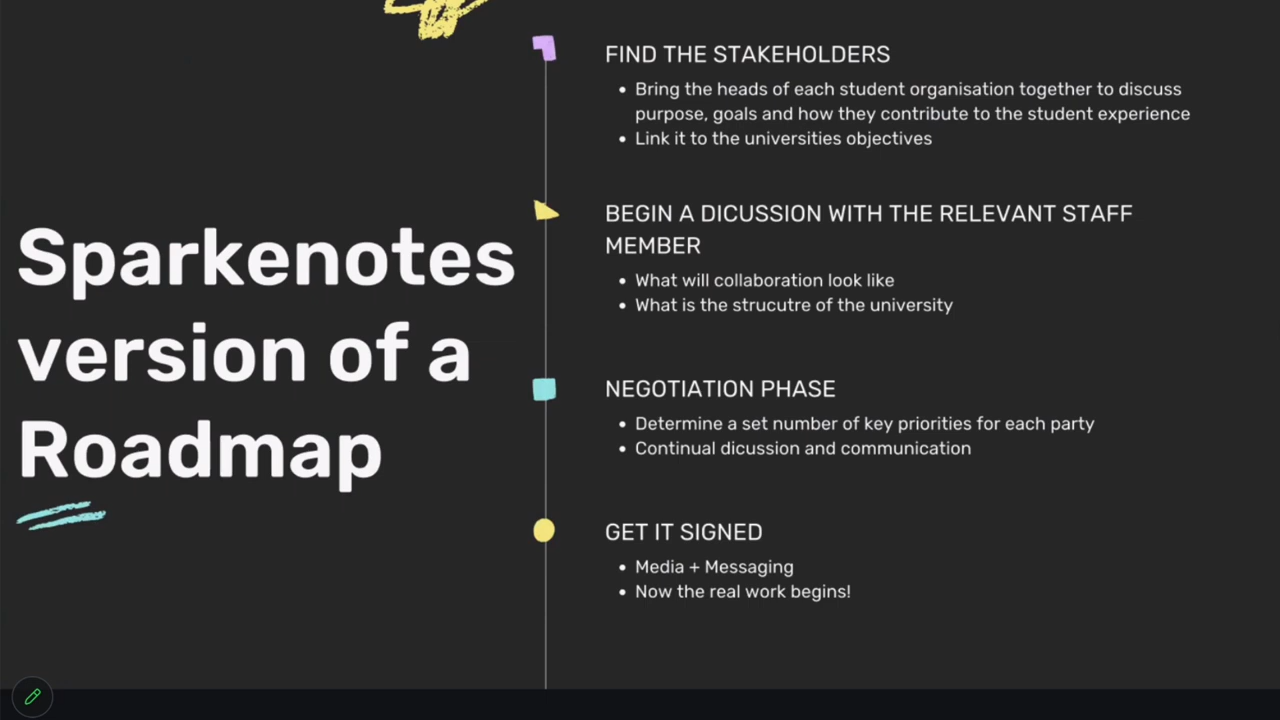 Sparkenotes
version of a
Roadmap
FIND THE STAKEHOLDERS
• Bring the heads of each student organisation together to discuss
purpose, goals and how they contribute to the student experience
• Link it to the universities objectives
BEGIN A DICUSSION WITH THE RELEVANT STAFF
MEMBER
• What will collaboration look like
• What is the strucutre of the university
NEGOTIATION PHASE
• Determine a set number of key priorities for each party
• Continual dicussion and communication
GET IT SIGNED
• Media + Messaging
• Now the real work begins!